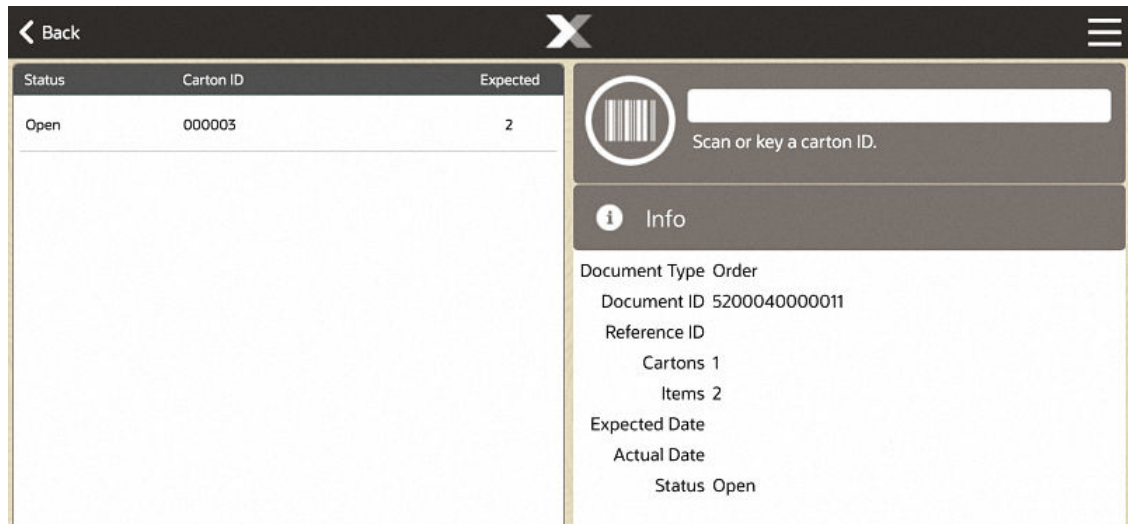 Back
Status Carton ID Expected
Open 000003 2
Scan or key a carton ID.
Info
Document Type Order
Document ID 5200040000011
Reference ID
Cartons 1
Items 2
Expected Date
Actual Date
Status Open